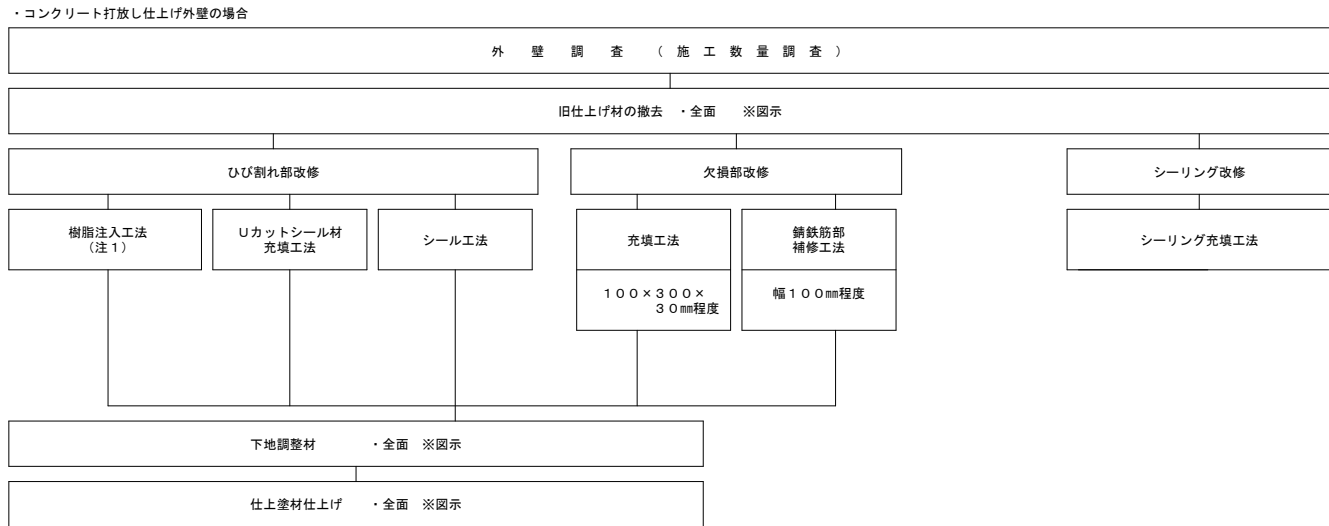 ・コンクリート打放し仕上げ外壁の場合
外　壁　調　査　（　施　工　数　量　調　査　）
旧仕上げ材の撤去　・全面　　※図示
ひび割れ部改修
欠損部改修
シーリング改修
樹脂注入工法
（注１）
Ｕカットシール材
充填工法
シール工法
充填工法
錆鉄筋部
補修工法
シーリング充填工法
１００×３００×
３０㎜程度
幅１００㎜程度
下地調整材　　　　・全面　※図示
仕上塗材仕上げ　　・全面　※図示